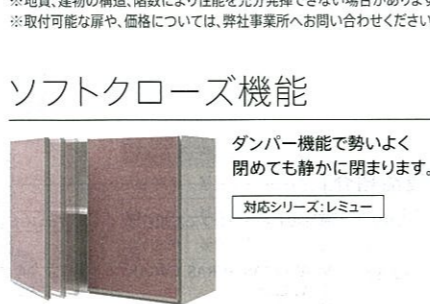 ※地質、建物の構造、階数により性能を充分発揮できない場合があります
※取付可能な扉や、価格については、弊社事業所へお問い合わせください
ソフトクローズ機能
ダンパー機能で勢いよく
閉めても静かに閉まります。
対応シリーズ:レミュー